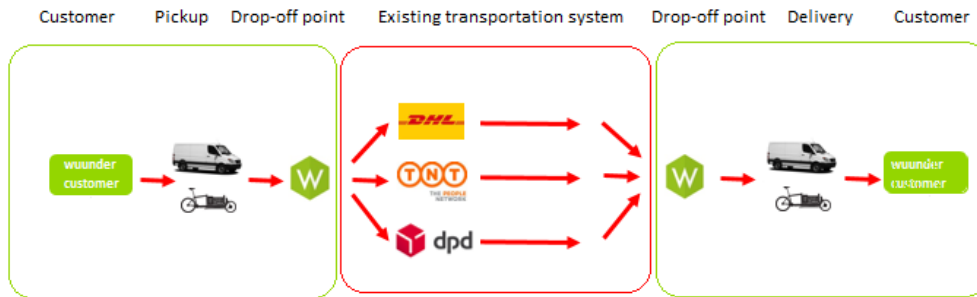 Customer
Pickup
Drop-off point
Existing transportation system
Drop-off point
Delivery
Customer
wuunder
customer
W
DHL
TNT
THE PEOPLE
NETWORK
dpd
W
wuunder
customer